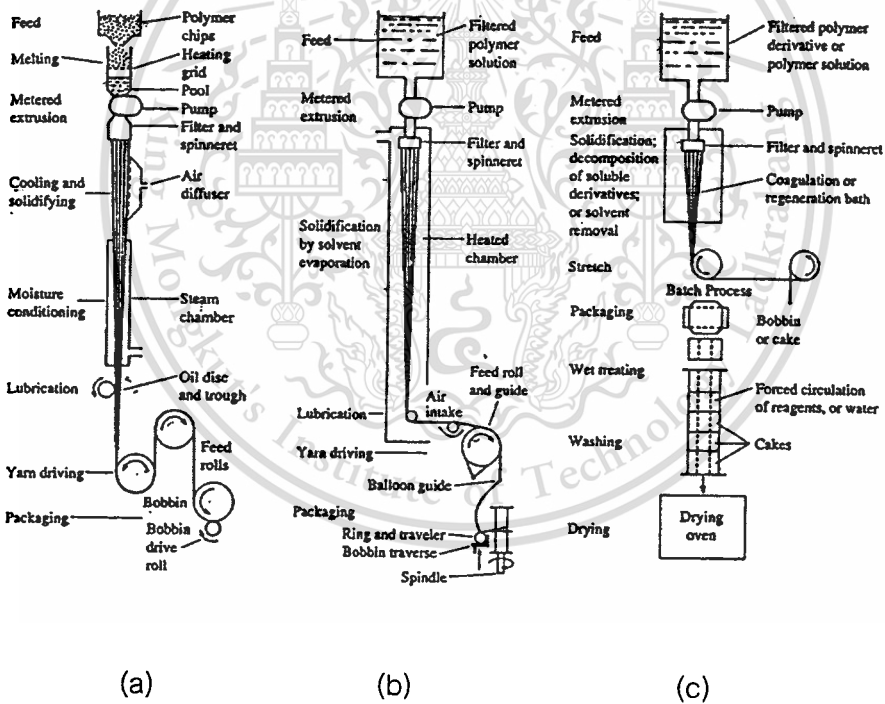 Feed
Polymer
chips
Melting
Heating
grid
Pool
Metered
extrusion
Pump
Filter and
spinneret
Cooling and
solidifying
Air
diffuser
Moisture
conditioning
Steam
chamber
Lubrication
Oil disc
and trough
Feed
rolls
Yarn driving
Bobbin
Packaging
Bobbin
drive
roll
(a)
Feed
Filtered
polymer
solution
Metered
extrusion
Pump
Filter and
spinneret
Solidification
by solvent
evaporation
Heated
chamber
Feed roll
and guide
Air
intake
Lubrication
Yarn driving
Balloon guide
Packaging
Ring and traveler
Bobbin traverse
Spindle
(b)
Feed
Filtered polymer
derivative or
polymer solution
Metered
extrusion
Pump
Solidification;
decomposition
of soluble
derivatives;
or solvent
removal
Filter and spinneret
Coagulation or
regeneration bath
Stretch
Batch Process
Packaging
Bobbin
or cake
Wet treating
Forced circulation
of reagents, or water
Washing
Cakes
Drying
Drying
oven
(c)
King Mongkut's Institute of Technology